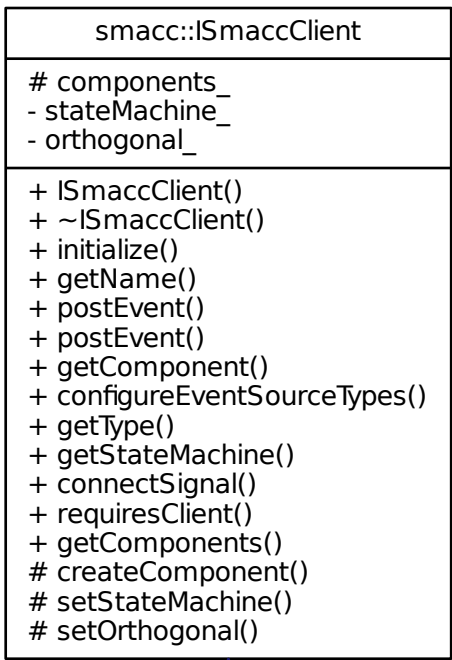 smacc::ISmaccClient
# components_
- stateMachine_
- orthogonal_
+ ISmaccClient()
+ ~ISmaccClient()
+ initialize()
+ getName()
+ postEvent()
+ postEvent()
+ getComponent()
+ configureEventSourceTypes()
+ getType()
+ getStateMachine()
+ connectSignal()
+ requiresClient()
+ getComponents()
# createComponent()
# setStateMachine()
# setOrthogonal()